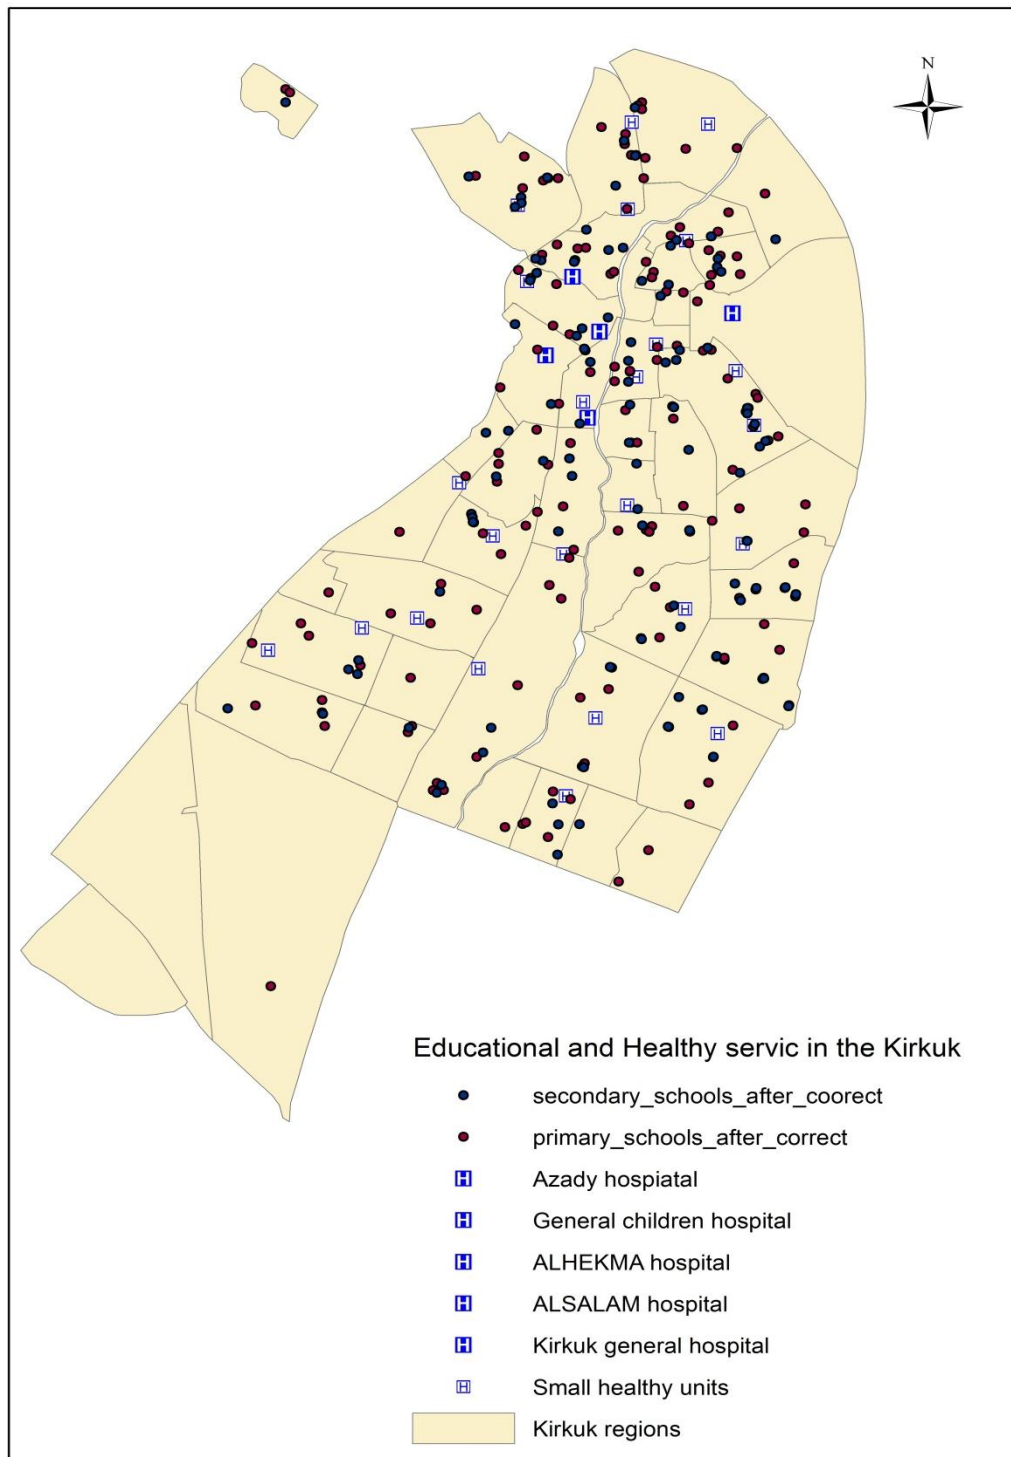 N
Educational and Healthy servic in the Kirkuk
secondary_schools_after_coorect
primary_schools_after_correct
H Azady hospiatal
H General children hospital
H ALHEKMA hospital
H ALSALAM hospital
H Kirkuk general hospital
H Small healthy units
Kirkuk regions